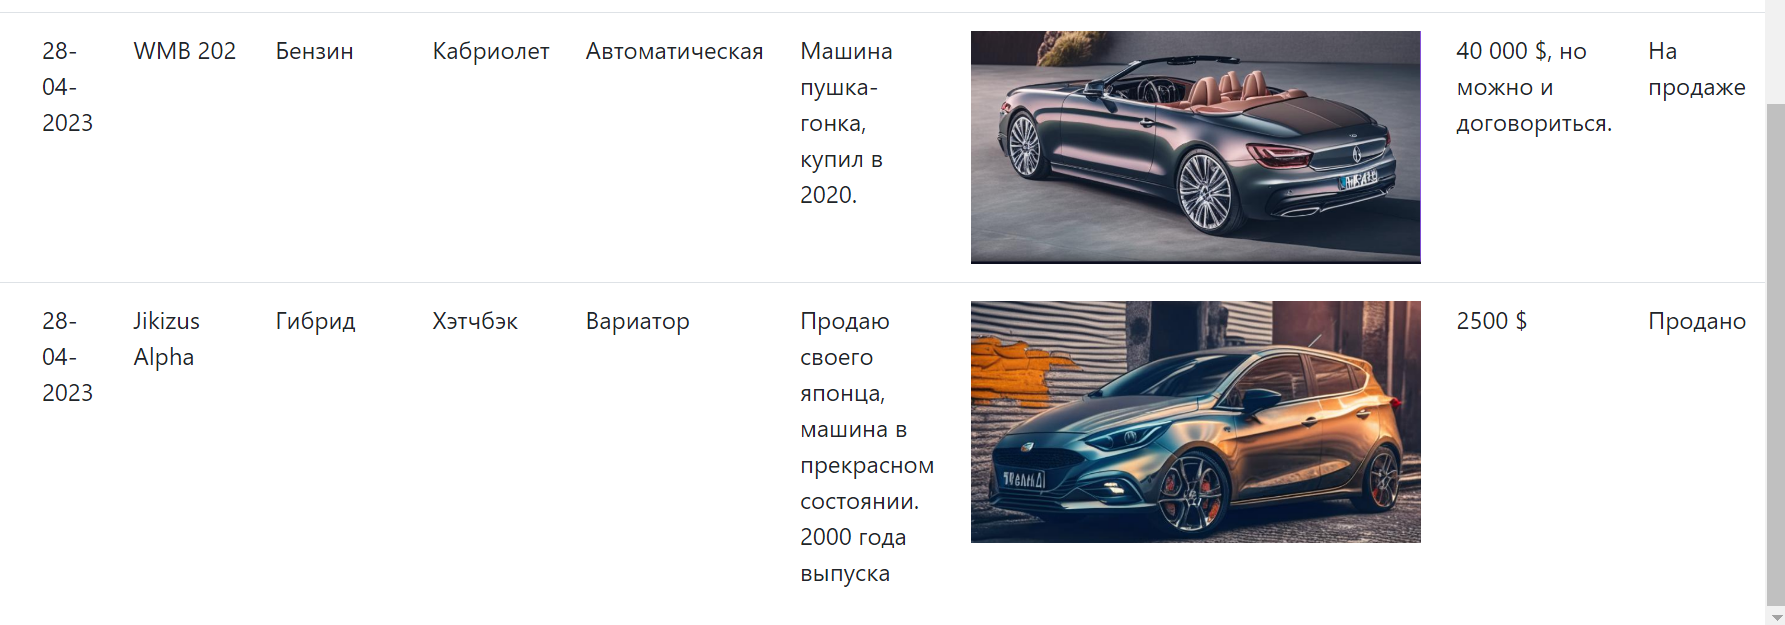 28- WMB 202 Бензин Кабриолет Автоматическая Машина 40 000 $, но На
04- пушка- можно и продаже
2023 гонка, договориться.
купил в
2020.
28- Jikizus Гибрид Хэтчбэк Вариатор Продаю 2500 $ Продано
04- Alpha своего
2023 японца,
машина в
прекрасном
состоянии.
2000 года
выпуска